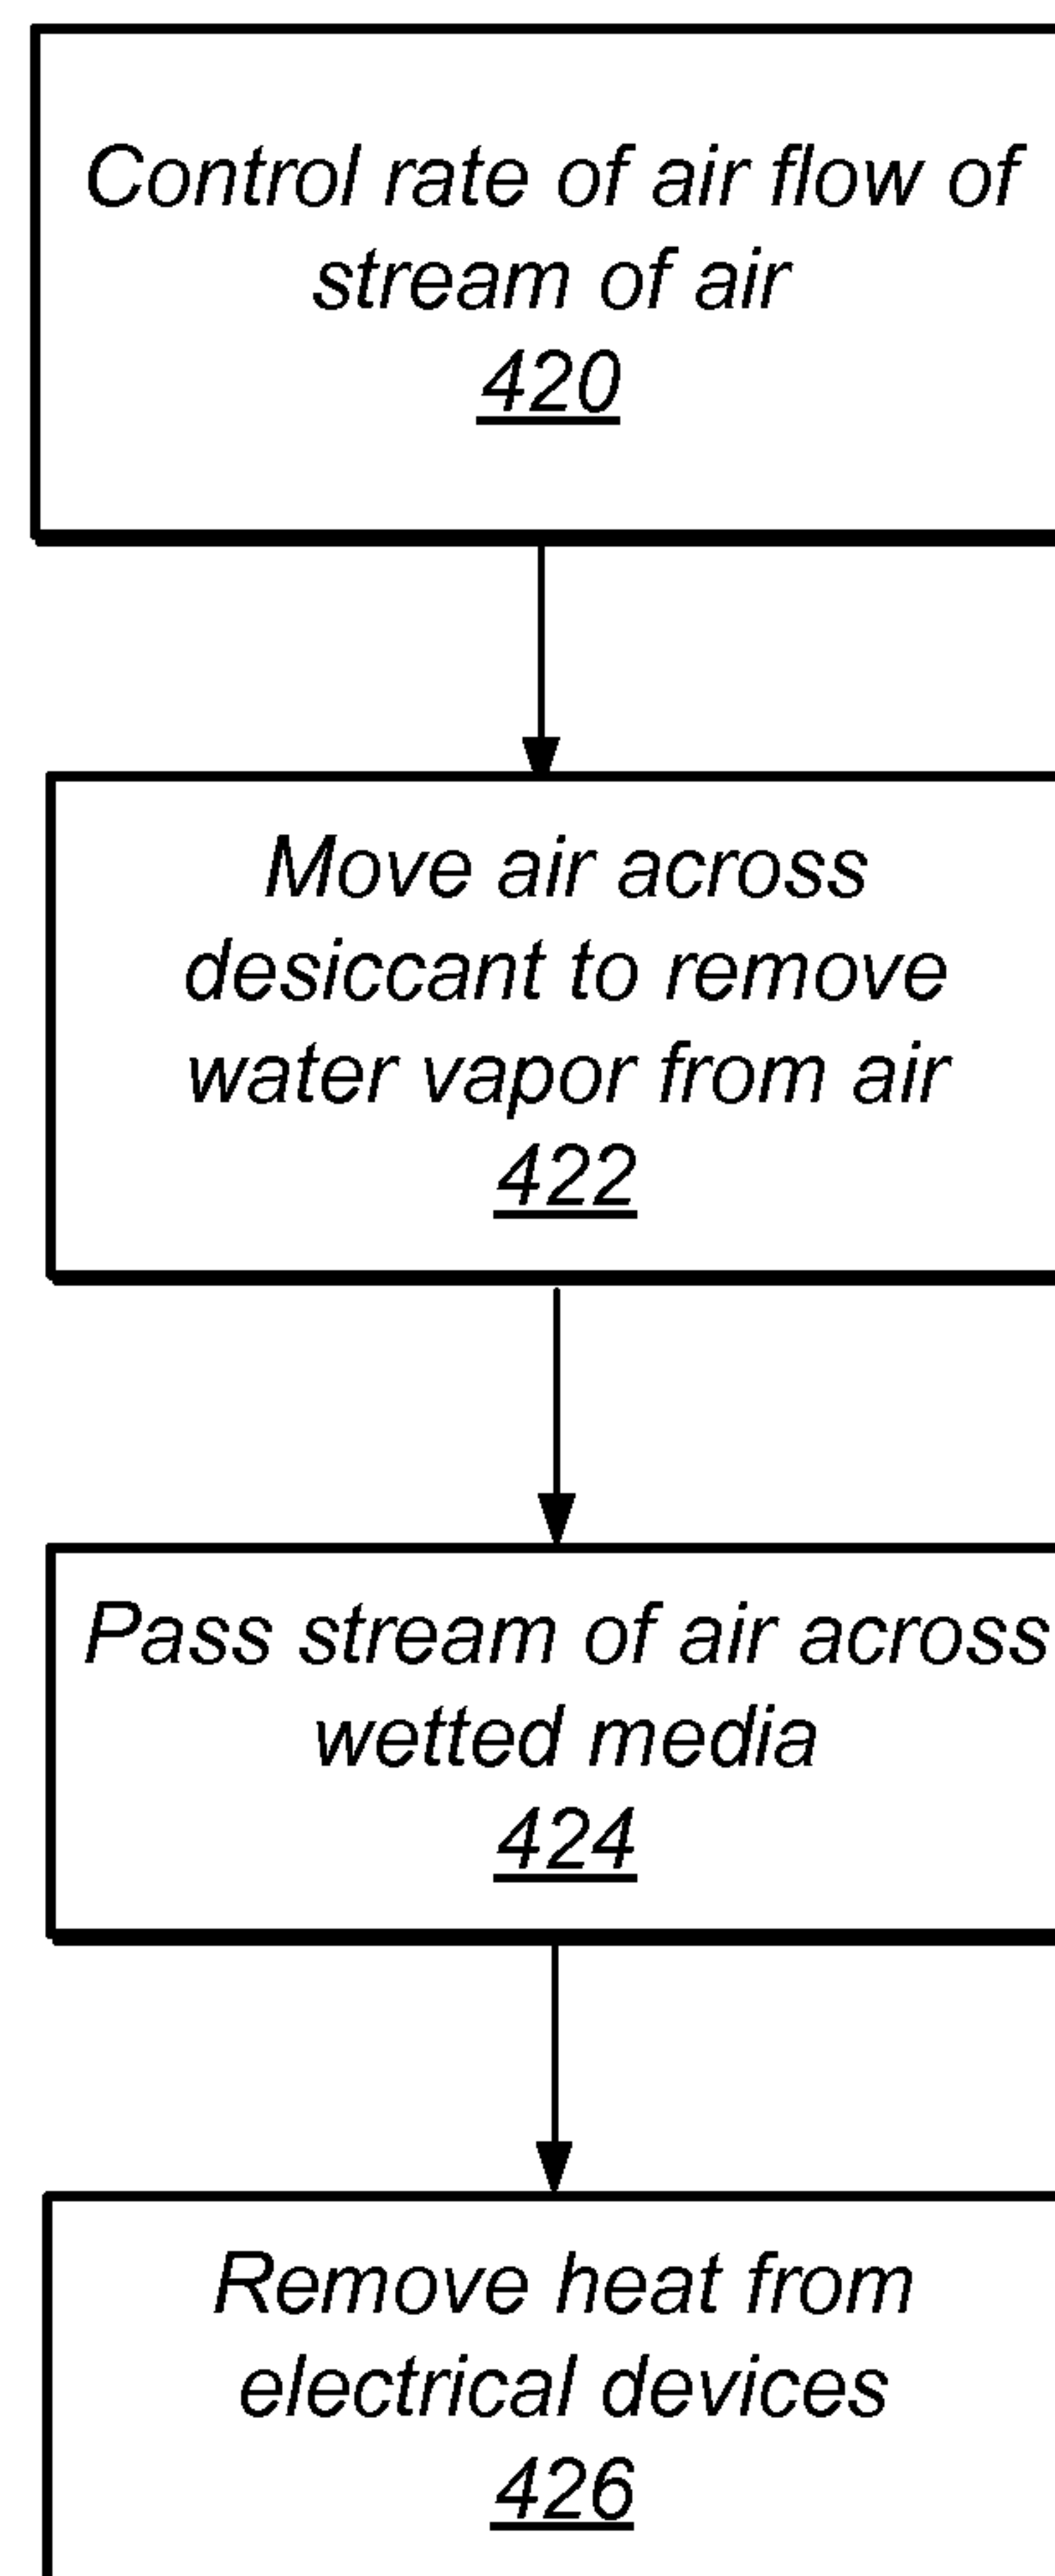 Control rate of air flow of
stream of air
420
Move air across
desiccant to remove
water vapor from air
422
Pass stream of air across
wetted media
424
Remove heat from
electrical devices
426